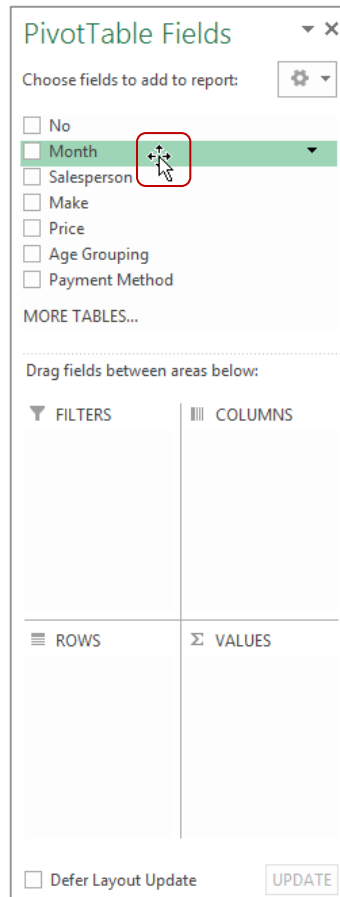 PivotTable Fields
Choose fields to add to report:
No
Month
Salesperson
Make
Price
Age Grouping
Payment Method
MORE TABLES...
Drag fields between areas below:
FILTERS
COLUMNS
ROWS
Σ VALUES
Defer Layout Update
UPDATE